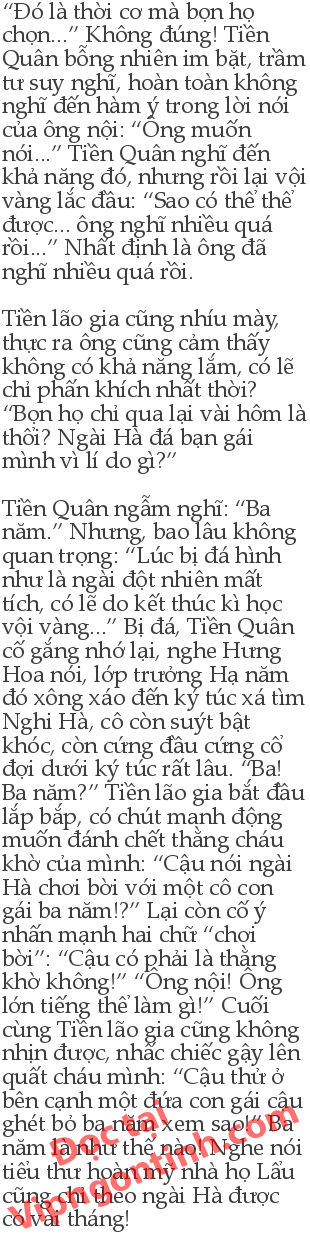 “Đó là thời cơ mà bọn họ
chọn...” Không đúng! Tiền
Quân bỗng nhiên im bặt, trầm
tư suy nghĩ, hoàn toàn không
nghĩ đến hàm ý trong lời nói
của ông nội: “Ông muốn
nói...” Tiền Quân nghĩ đến
khả năng đó, nhưng rồi lại vội
vàng lắc đầu: “Sao có thể thể
được... ông nghĩ nhiều quá
rồi...” Nhất định là ông đã
nghĩ nhiều quá rồi.
Tiền lão gia cũng nhíu mày,
thực ra ông cũng cảm thấy
không có khả năng lắm, có lẽ
chỉ phấn khích nhất thời?
“Bọn họ chỉ qua lại vài hôm là
thôi? Ngài Hà đá bạn gái
mình vì lí do gì?”
Tiền Quân ngẫm nghĩ: “Ba
năm.” Nhưng, bao lâu không
quan trọng: “Lúc bị đá hình
như là ngài đột nhiên mất
tích, có lẽ do kết thúc kì học
vội vàng...” Bị đá, Tiền Quân
cố gắng nhớ lại, nghe Hưng
Hoa nói, lớp trưởng Hạ năm
đó xông xáo đến ký túc xá tìm
Nghi Hà, cô còn suýt bật
khóc, còn cứng đầu cứng cổ
đợi dưới ký túc rất lâu. “Ba!
Ba năm?” Tiền lão gia bắt đầu
lắp bắp, có chút mạnh động
muốn đánh chết thằng cháu
khờ của mình: “Cậu nói ngài
Hà chơi bời với một cô con
gái ba năm!?” Lại còn cố ý
nhấn mạnh hai chữ “chơi
bời”: “Cậu có phải là thằng
khờ không!” “Ông nội! Ông
lớn tiếng thế làm gì!” Cuối
cùng Tiền lão gia cũng không
nhịn được, nhấc chiếc gậy lên
quất cháu mình: “Cậu thử ở
bên cạnh một đứa con gái cậu
ghét bỏ ba năm xem sao!” Ba
năm là như thế nào! Nghe nói
tiểu thư hoàn mỹ nhà họ Lẩu
cũng chỉ theo ngài Hà được
có vài tháng!
Đọc tại
Vipngontinh.com